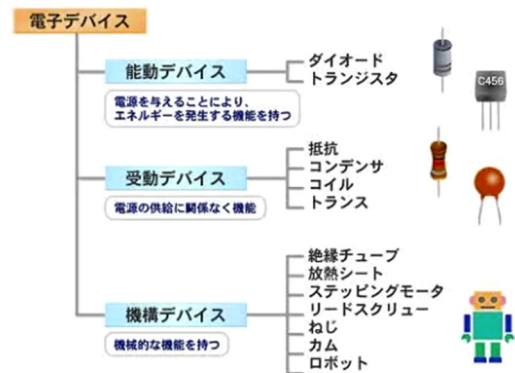 電子デバイス
能動デバイス
電源を与えることにより、
エネルギーを発生する機能を持つ
ダイオード
トランジスタ
C456
受動デバイス
電源の供給に関係なく機能
抵抗
コンデンサ
コイル
トランス
機構デバイス
機械的な機能を持つ
絶縁チューブ
放熱シート
ステッピングモータ
リードスクリュー
ねじ
カム
ロボット